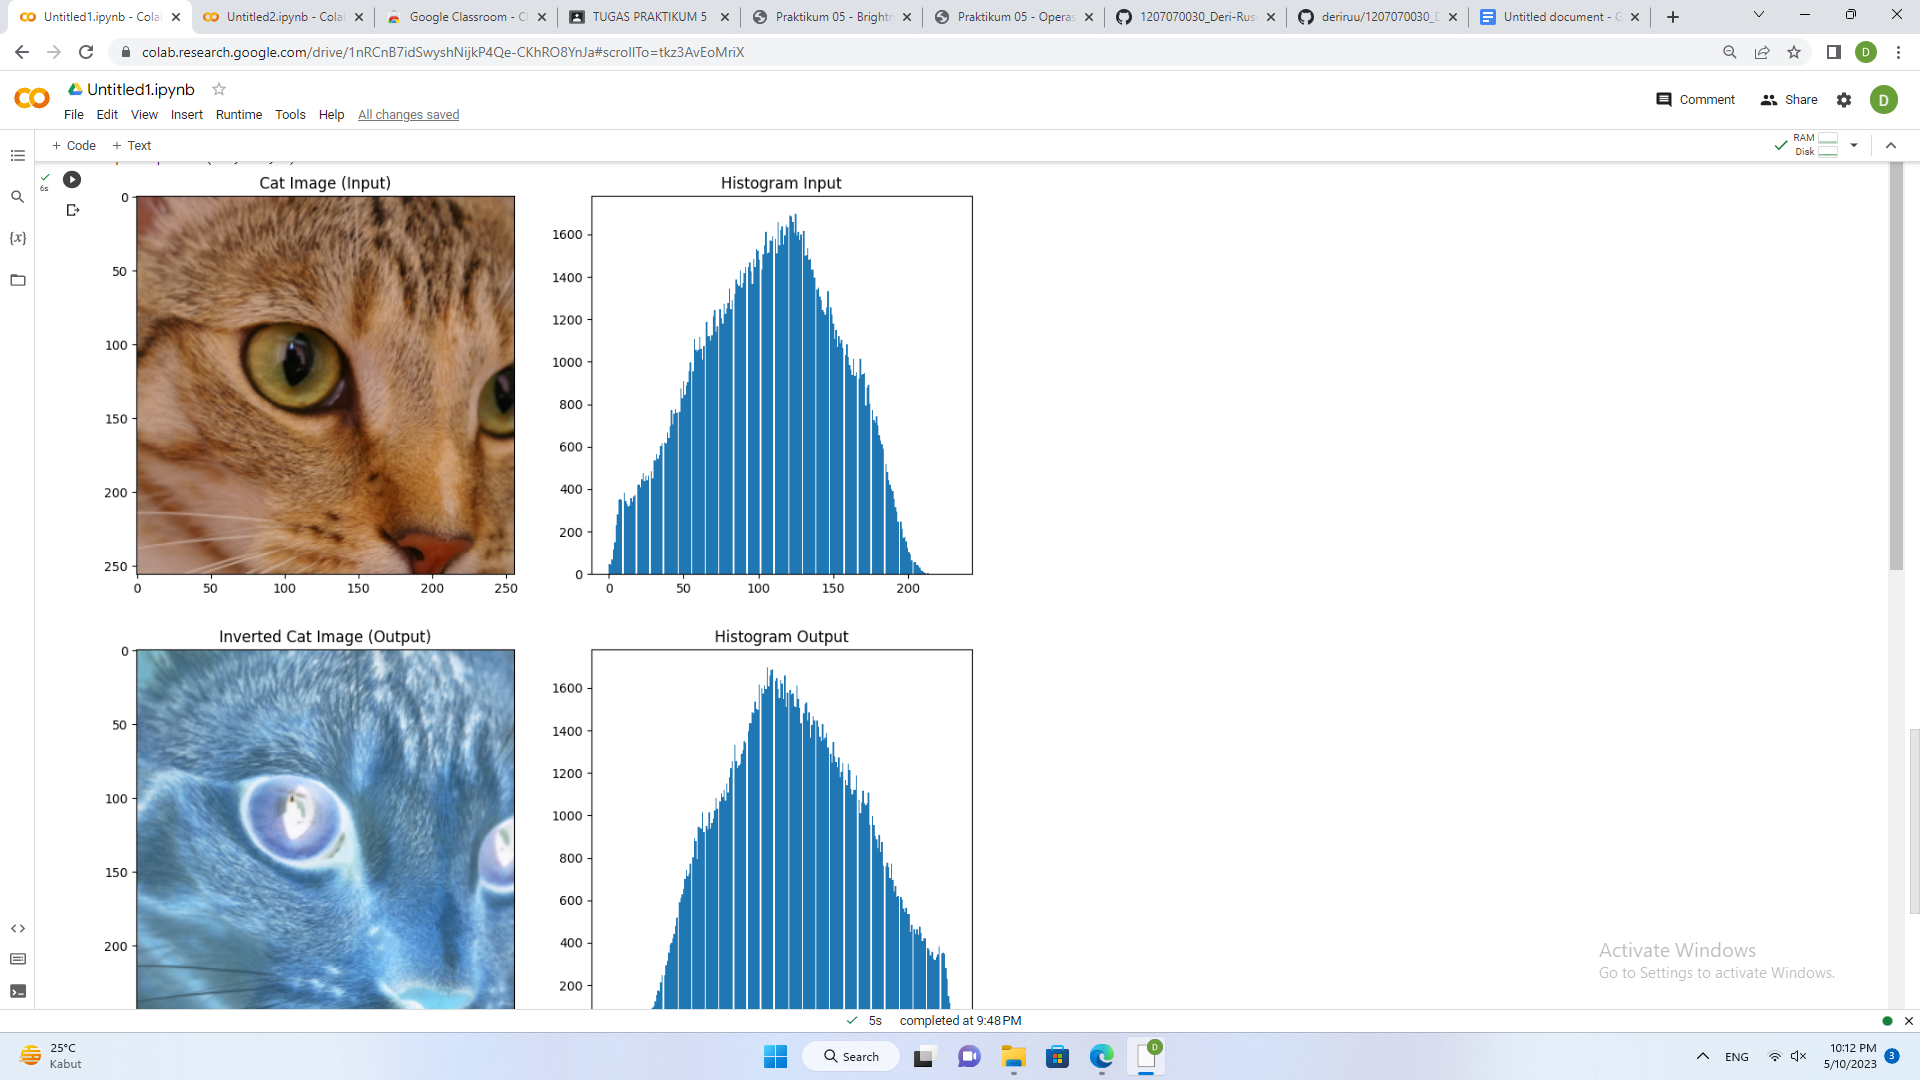 Untitled1.ipynb - Cola
Untitled2.ipynb - Colab
Google Classroom - C
TUGAS PRAKTIKUM 5
Praktikum 05 - Brightn
Praktikum 05 - Operas
1207070030_Deri-Rus
deriruu/1207070030_D
Untitled document - G
colab.research.google.com/drive/1nRCnB7idSwyshNijkP4Qe-CKhRO8YnJa#scrollTo=tkz3AvEoMriX
D
Untitled1.ipynb
File Edit View Insert Runtime Tools Help All changes saved
Comment Share D
+ Code + Text
RAM
Disk
6s
{x}
Cat Image (Input)
0
50
100
150
200
250
0 50 100 150 200 250
Histogram Input
1600
1400
1200
1000
800
600
400
200
0
0 50 100 150 200
Inverted Cat Image (Output)
0
50
100
150
200
Histogram Output
1600
1400
1200
1000
800
600
400
200
Activate Windows
Go to Settings to activate Windows.
5s completed at 9:48 PM
25°C
Kabut
Search
D
ENG
10:12 PM
5/10/2023
3